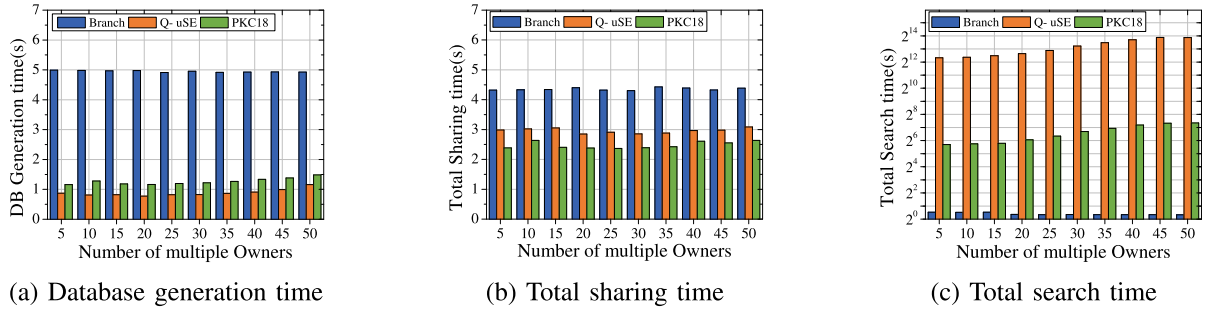 Branch Q- uSE PKC18
DB Generation time(s)
7
6
5
4
3
2
1
0
5 10 15 20 25 30 35 40 45 50
Number of multiple Owners
(a) Database generation time
Branch Q- uSE PKC18
Total Sharing time(s)
7
6
5
4
3
2
1
0
5 10 15 20 25 30 35 40 45 50
Number of multiple Owners
(b) Total sharing time
Branch Q- uSE PKC18
Total Search time(s)
2^14
2^12
2^10
2^8
2^6
2^4
2^2
2^0
5 10 15 20 25 30 35 40 45 50
Number of multiple Owners
(c) Total search time